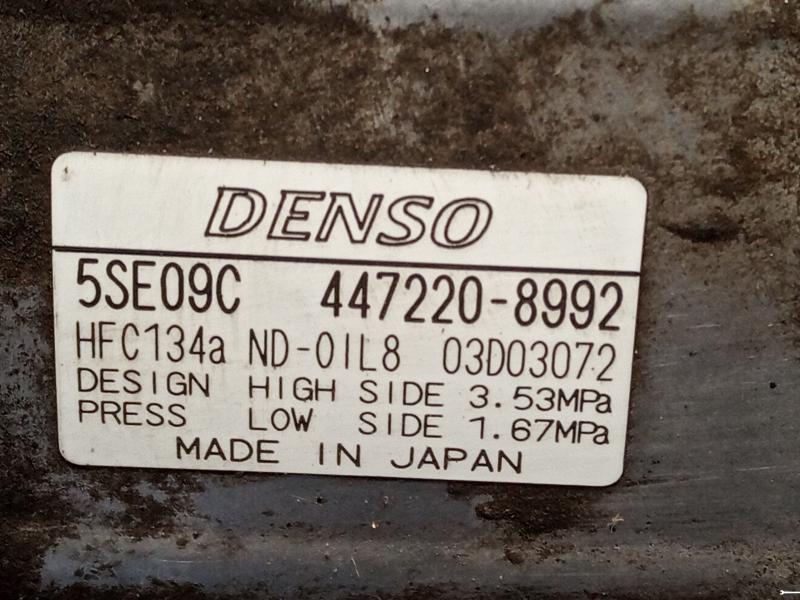 DENSO
5SE09C 447220-8992
HFC134a ND-OIL8 03D03072
DESIGN HIGH SIDE 3.53MPa
PRESS LOW SIDE 1.67MPa
MADE IN JAPAN